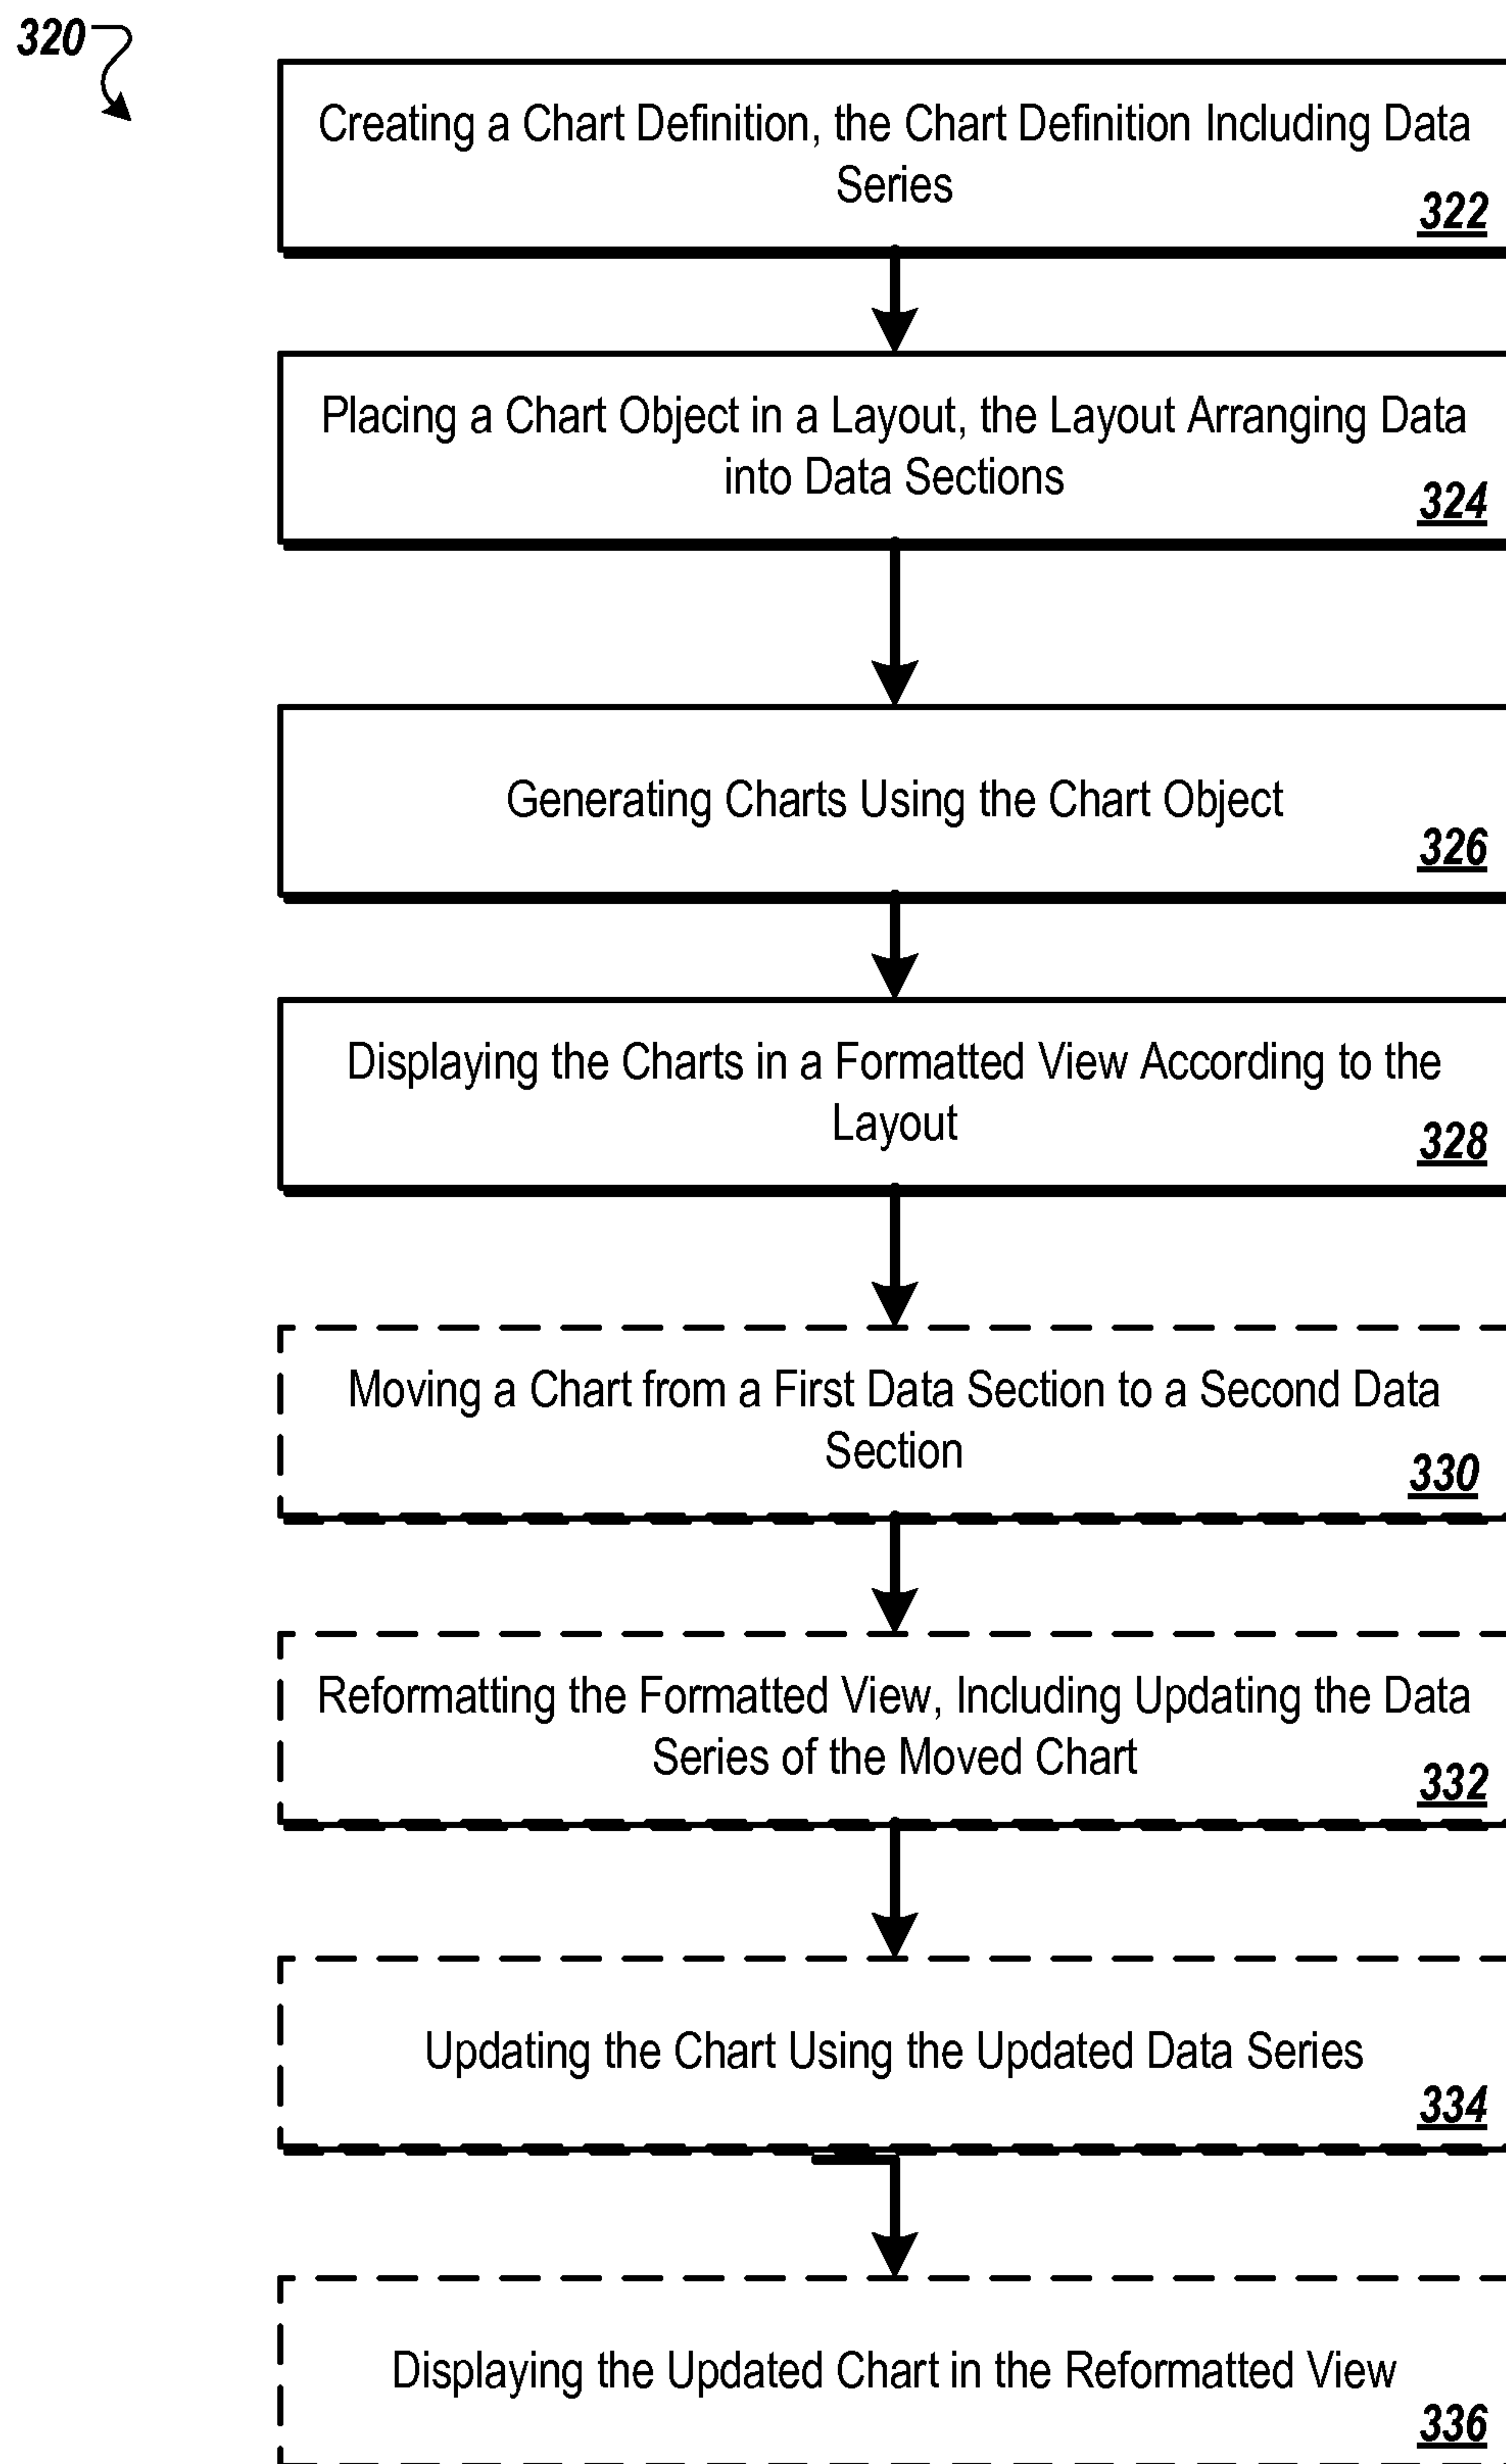 320
Creating a Chart Definition, the Chart Definition Including Data
Series
322
Placing a Chart Object in a Layout, the Layout Arranging Data
into Data Sections
324
Generating Charts Using the Chart Object
326
Displaying the Charts in a Formatted View According to the
Layout
328
Moving a Chart from a First Data Section to a Second Data
Section
330
Reformatting the Formatted View, Including Updating the Data
Series of the Moved Chart
332
Updating the Chart Using the Updated Data Series
334
Displaying the Updated Chart in the Reformatted View
336